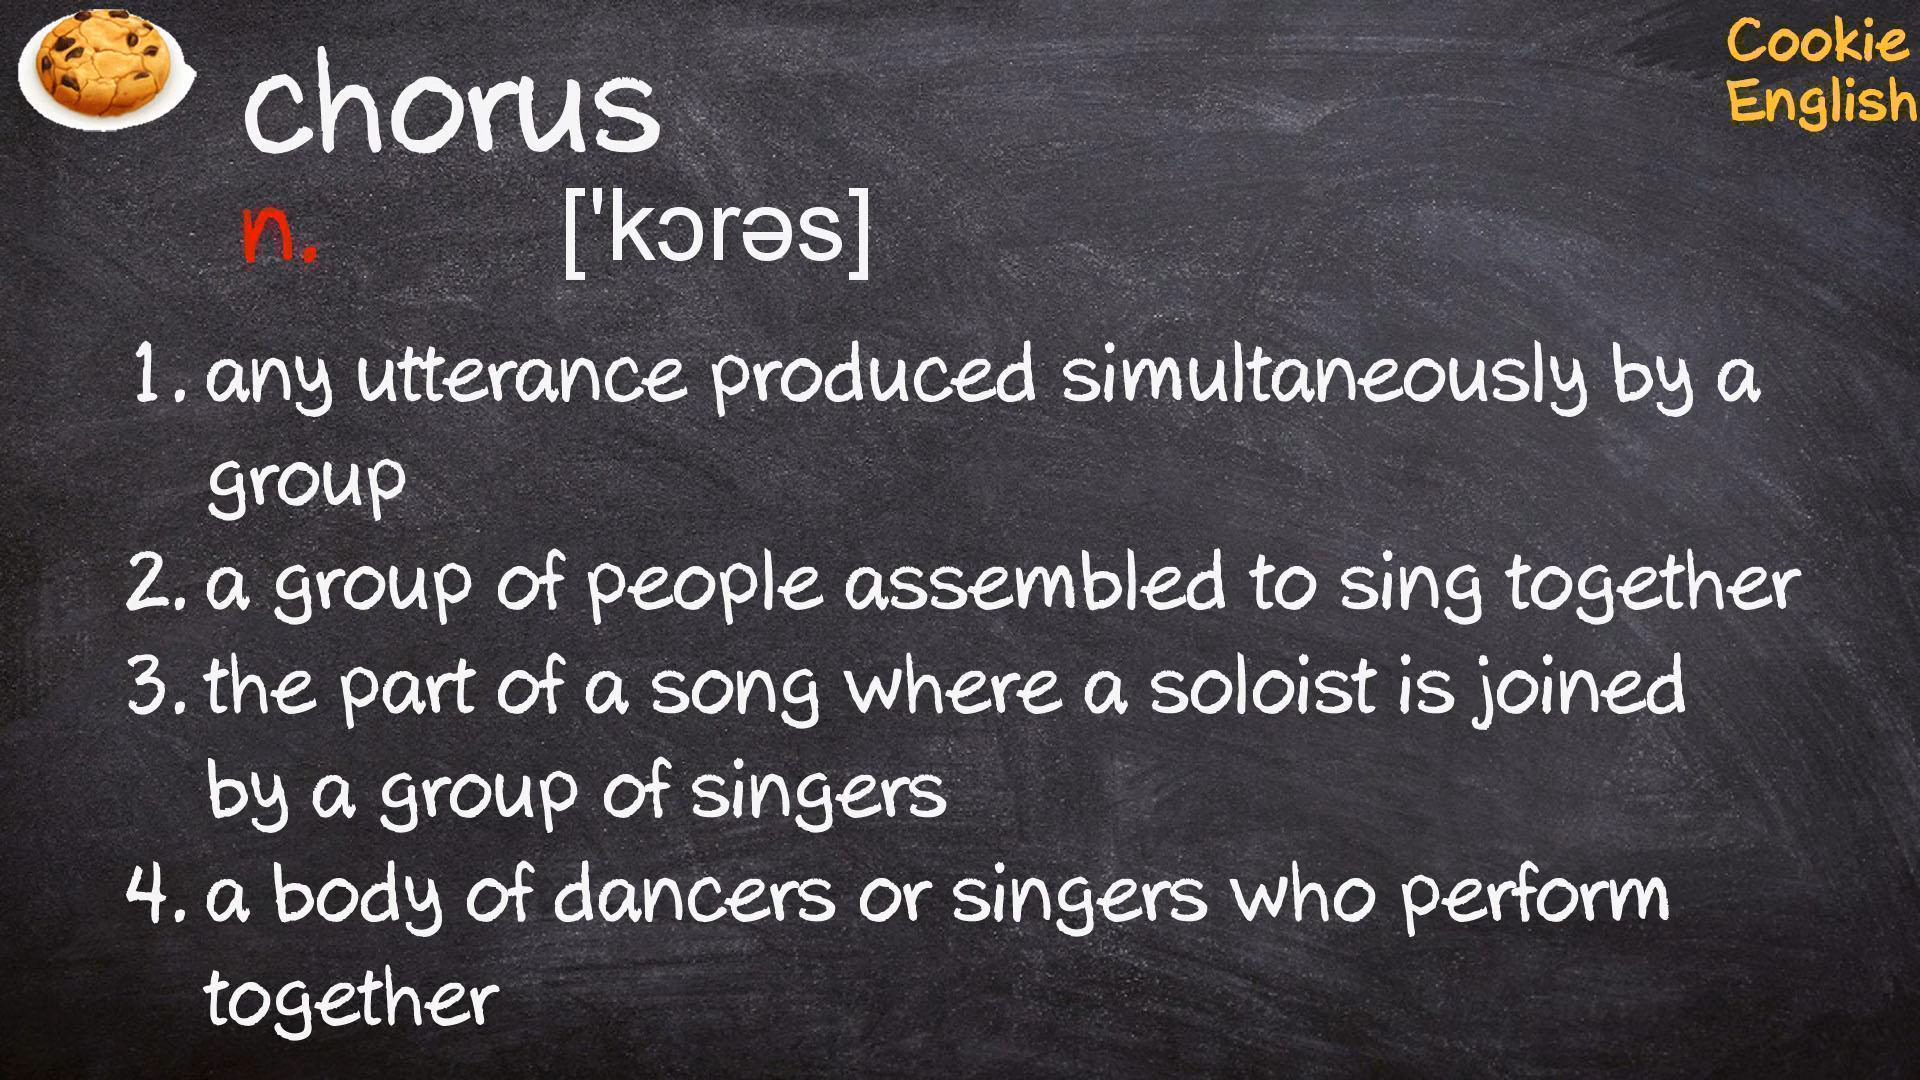 Cookie
English
chorus
n. ['kɔrəs]
1. any utterance produced simultaneously by a
group
2. a group of people assembled to sing together
3. the part of a song where a soloist is joined
by a group of singers
4. a body of dancers or singers who perform
together